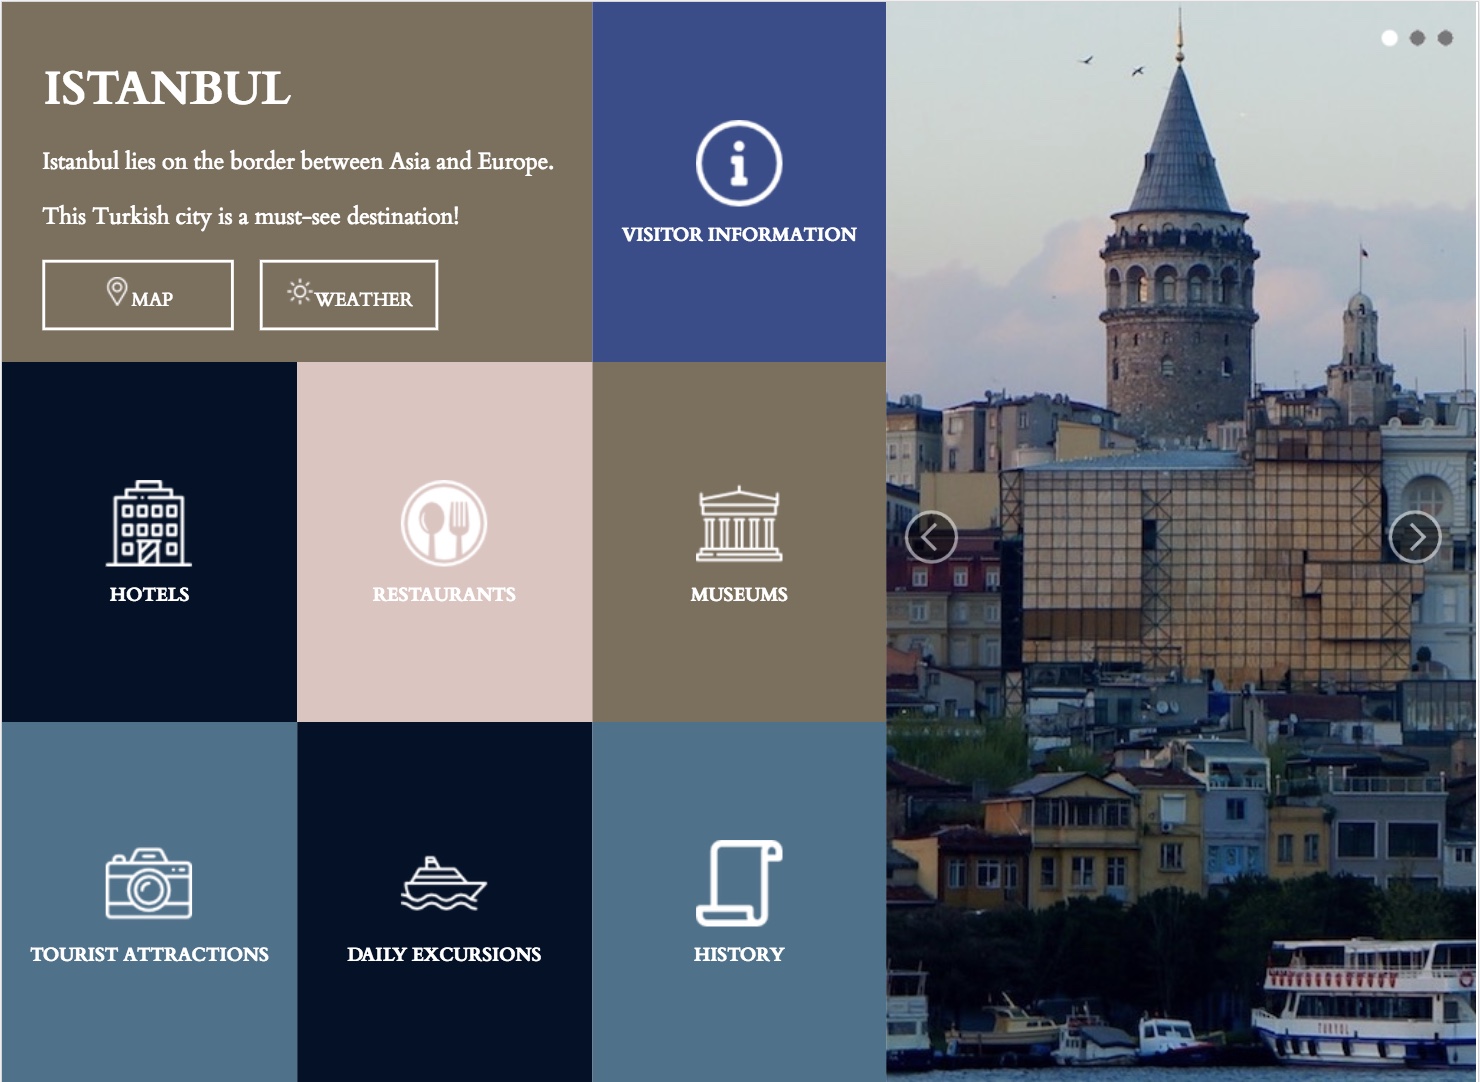 ISTANBUL
Istanbul lies on the border between Asia and Europe.
This Turkish city is a must-see destination!
MAP
WEATHER
VISITOR INFORMATION
HOTELS
RESTAURANTS
MUSEUMS
TOURIST ATTRACTIONS
DAILY EXCURSIONS
HISTORY
TURYOL